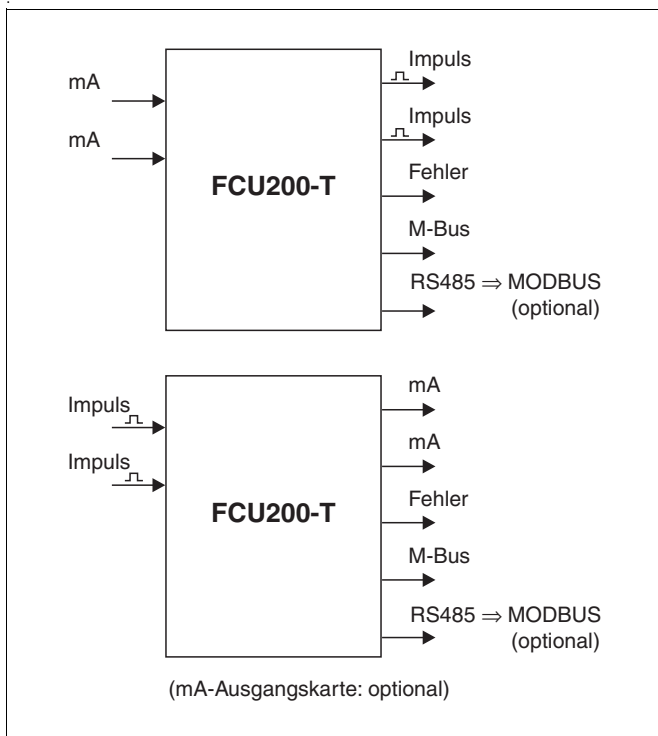 mA
mA
FCU200-T
Impuls
Impuls
Fehler
M-Bus
RS485 ⇒ MODBUS
(optional)
Impuls
Impuls
FCU200-T
mA
mA
Fehler
M-Bus
RS485 ⇒ MODBUS
(optional)
(mA-Ausgangskarte: optional)